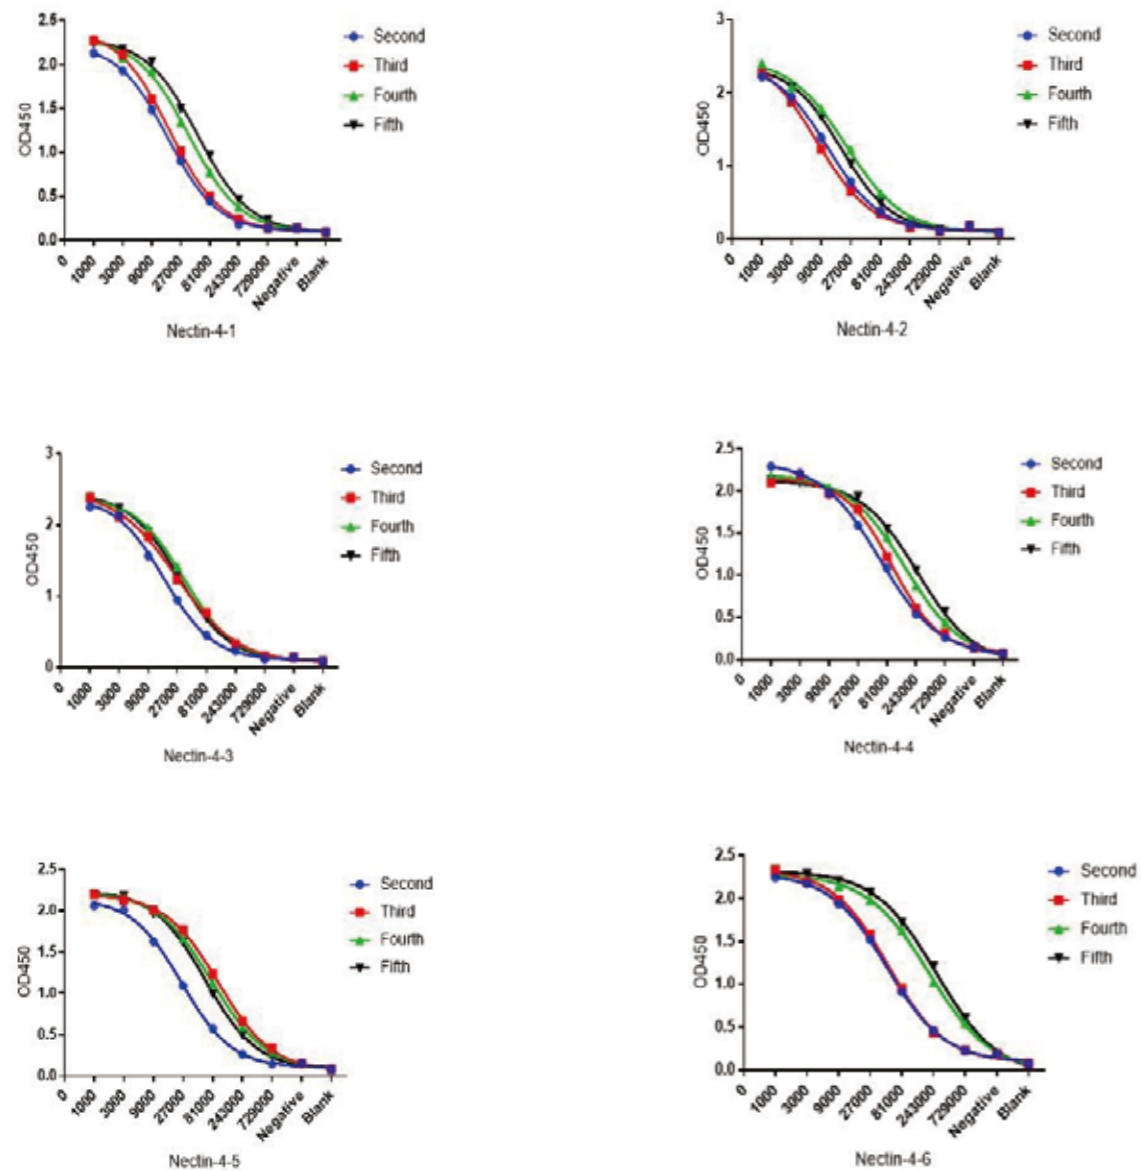 2.5
2.0
1.5
1.0
0.5
0.0
OD450
0
1000
3000
9000
27000
81000
243000
729000
Negative
Blank
Second
Third
Fourth
Fifth
Nectin-4-1
3
2
1
0
OD450
0
1000
3000
9000
27000
81000
243000
729000
Negative
Blank
Second
Third
Fourth
Fifth
Nectin-4-2
3
2
1
0
OD450
0
1000
3000
9000
27000
81000
243000
729000
Negative
Blank
Second
Third
Fourth
Fifth
Nectin-4-3
2.5
2.0
1.5
1.0
0.5
0.0
OD450
0
1000
3000
9000
27000
81000
243000
729000
Negative
Blank
Second
Third
Fourth
Fifth
Nectin-4-4
2.5
2.0
1.5
1.0
0.5
0.0
OD450
0
1000
3000
9000
27000
81000
243000
729000
Negative
Blank
Second
Third
Fourth
Fifth
Nectin-4-5
2.5
2.0
1.5
1.0
0.5
0.0
OD450
0
1000
3000
9000
27000
81000
243000
729000
Negative
Blank
Second
Third
Fourth
Fifth
Nectin-4-6